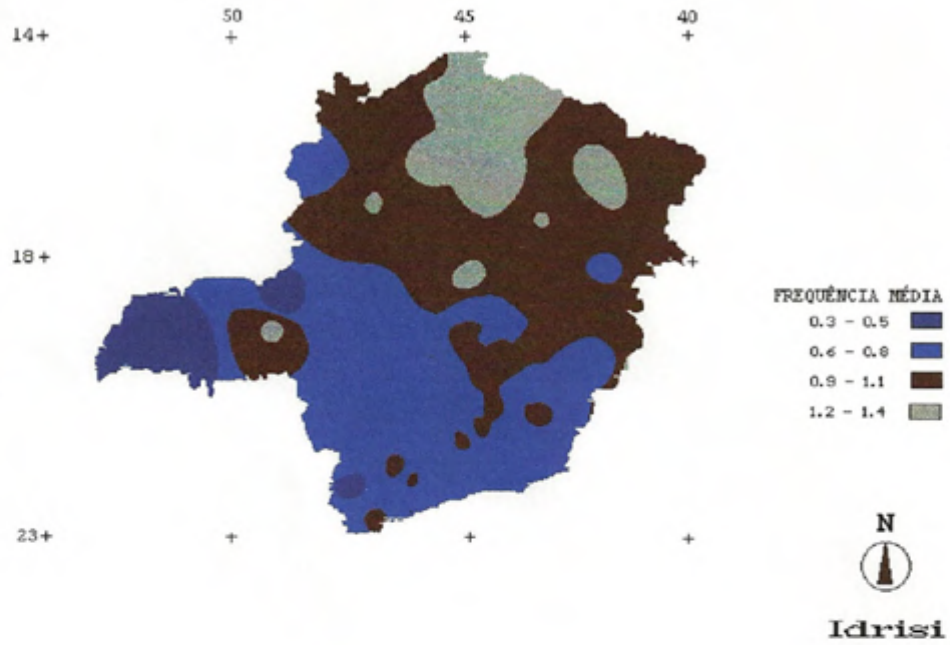 50 45 40
14+ + + +
18+ +
FREQUÊNCIA MÉDIA
0.3 - 0.5
0.6 - 0.8
0.9 - 1.1
1.2 - 1.4
23+ + + +
N
Idrisi